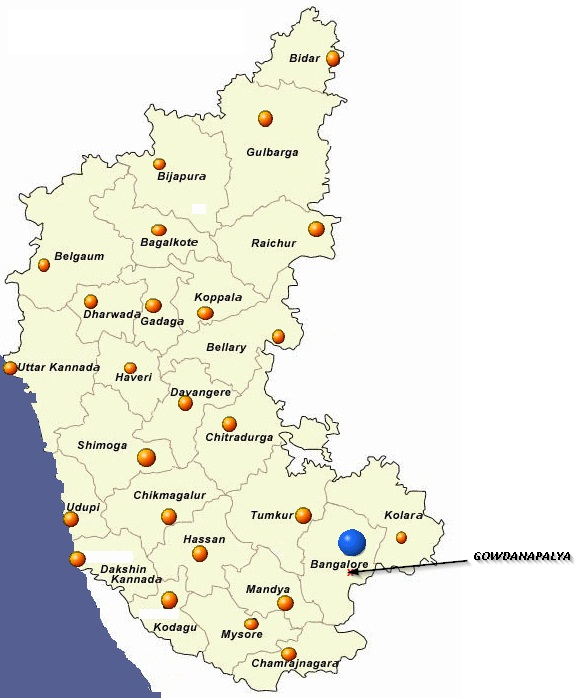 Bidar
Gulbarga
Bijapura
Bagalkote
Raichur
Belgaum
Koppala
Dharwada
Gadaga
Bellary
Uttar Kannada
Haveri
Davangere
Chitradurga
Shimoga
Chikmagalur
Udupi
Tumkur
Kolara
Hassan
Bangalore
GOWDANAPALYA
Dakshin
Kannada
Mandya
Kodagu
Mysore
Chamrajnagara